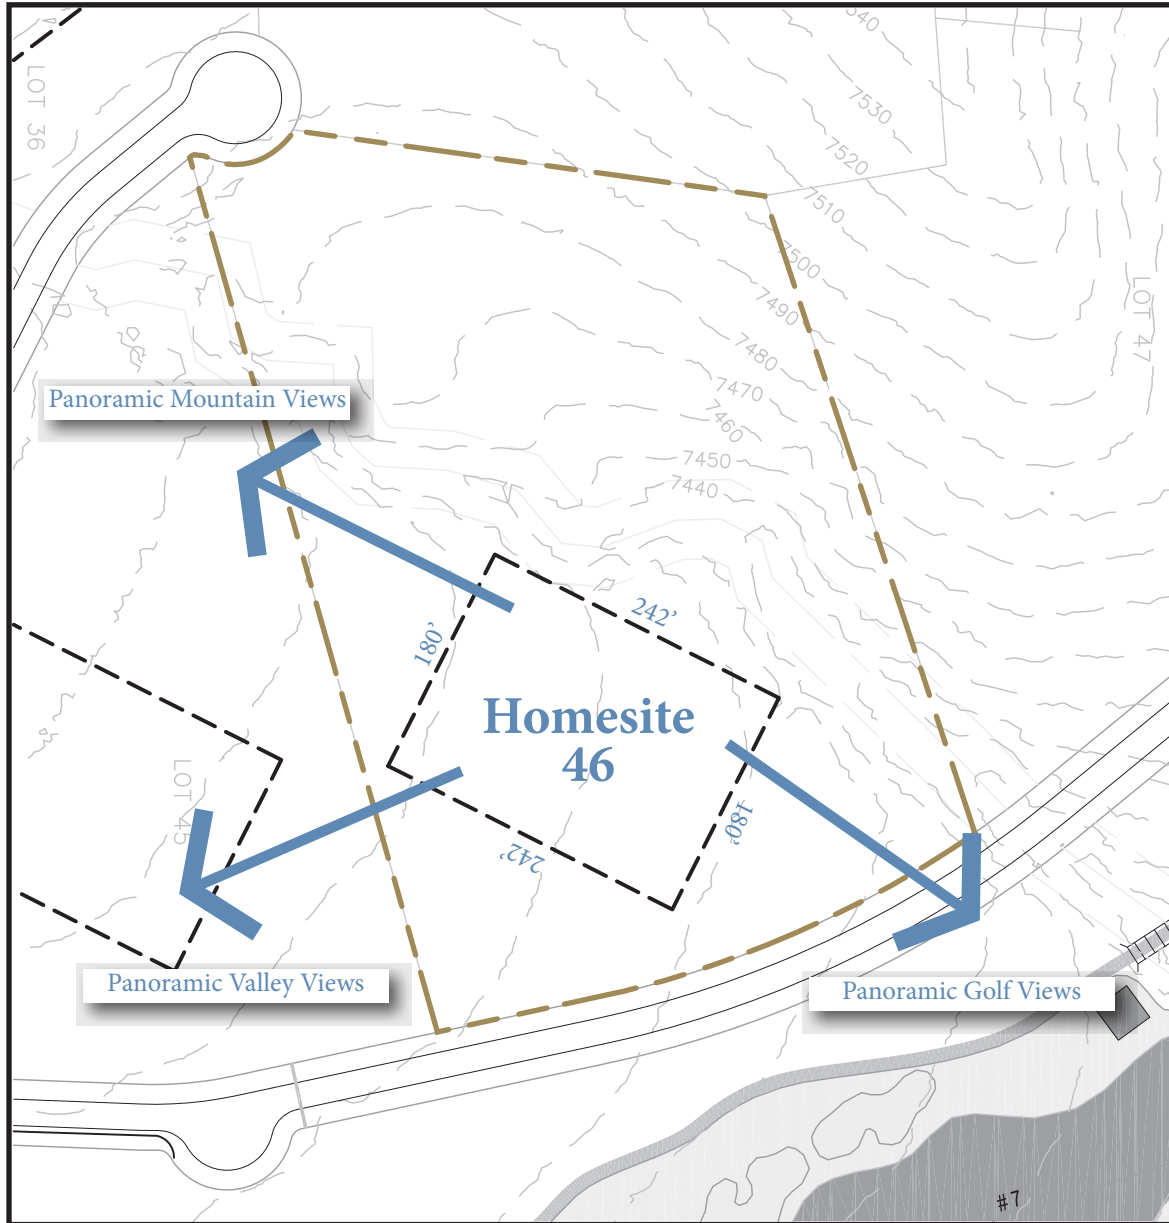 LOT 36
540
7530
7520
7510
7500
7490
7480
7470
7460
7450
7440
LOT 47
Panoramic Mountain Views
242’
180’
Homesite
46
180’
242’
LOT 45
Panoramic Valley Views
Panoramic Golf Views
#7